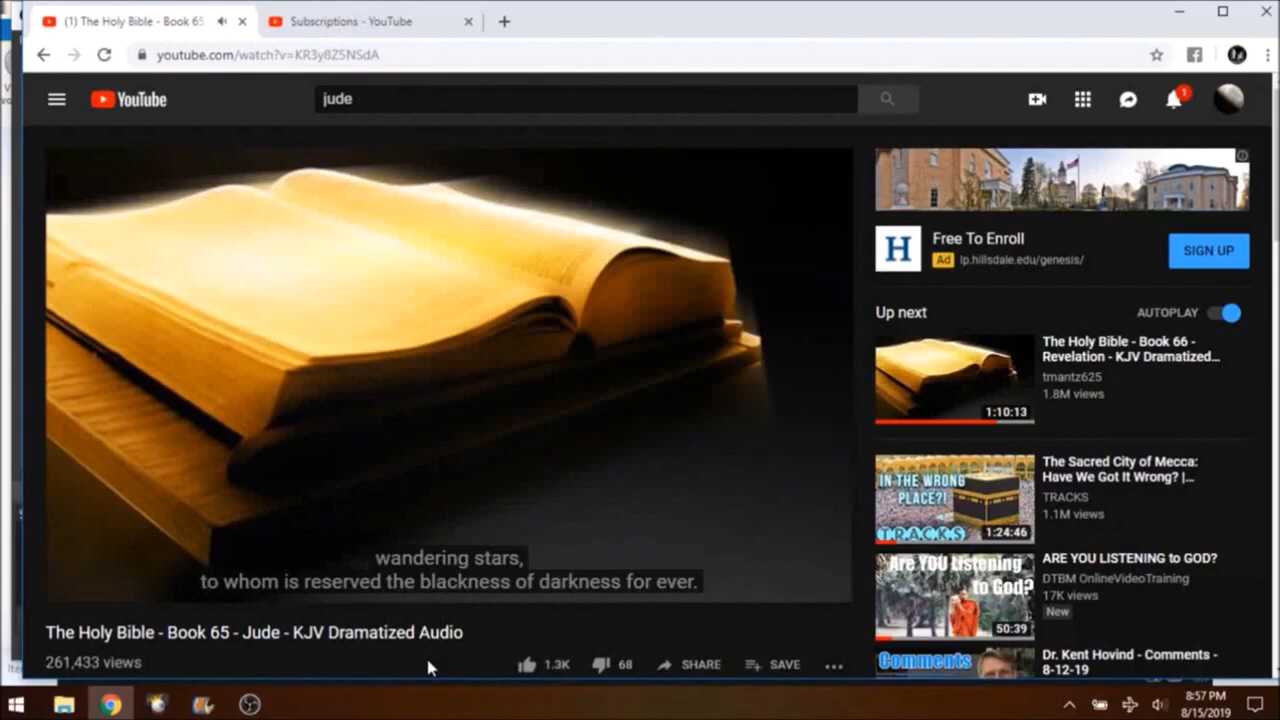 (1) The Holy Bible - Book 65
Subscriptions - YouTube
youtube.com/watch?v=KR3y8Z5NSdA
YouTube
jude
1
Free To Enroll
H
Ad lp.hillsdale.edu/genesis/
SIGN UP
Up next
AUTOPLAY
The Holy Bible - Book 66 -
Revelation - KJV Dramatized...
tmantz625
1.8M views
1:10:13
IN THE WRONG
PLACE?!
TRACKS
1:24:46
The Sacred City of Mecca:
Have We Got It Wrong? |...
TRACKS
1.1M views
Are YOU Listening
to God?
50:39
ARE YOU LISTENING to GOD?
DTBM OnlineVideoTraining
17K views
New
Comments
Dr. Kent Hovind - Comments -
8-12-19
wandering stars,
to whom is reserved the blackness of darkness for ever.
The Holy Bible - Book 65 - Jude - KJV Dramatized Audio
261,433 views
1.3K
68
SHARE
SAVE
8:57 PM
8/15/2019